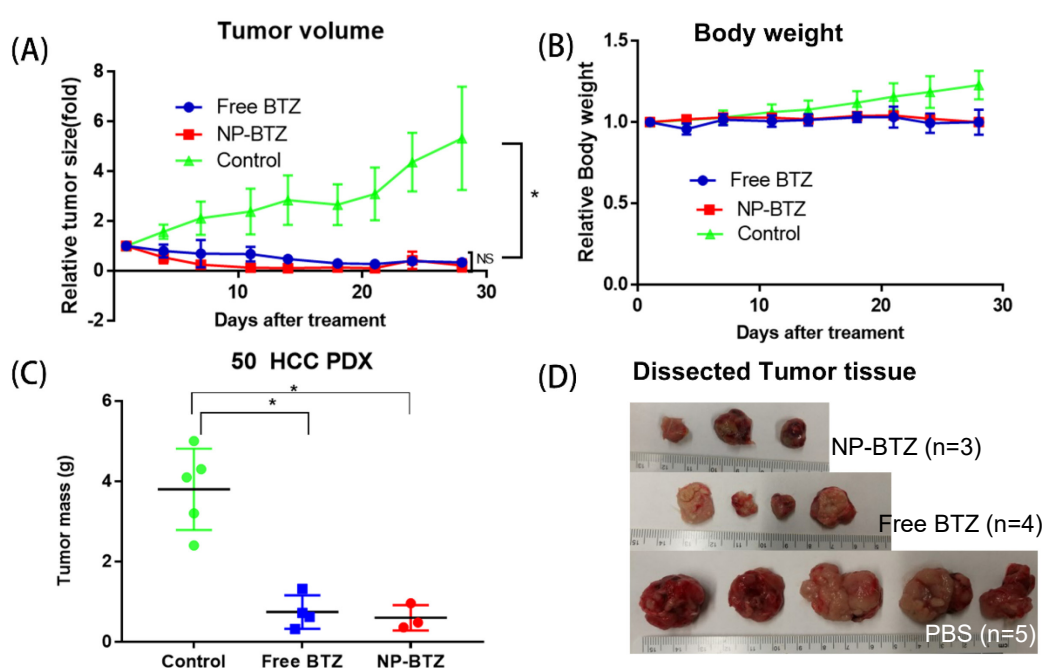 (A)
Tumor volume
Relative tumor size(fold)
8
6
4
2
0
-2
Free BTZ
NP-BTZ
Control
*
NS
10
20
30
Days after treament
(B)
Body weight
Relative Body weight
1.5
1.0
0.5
0.0
Free BTZ
NP-BTZ
Control
0
10
20
30
Days after treament
(C)
50 HCC PDX
*
*
Tumor mass (g)
6
4
2
0
Control
Free BTZ
NP-BTZ
(D)
Dissected Tumor tissue
NP-BTZ (n=3)
Free BTZ (n=4)
PBS (n=5)